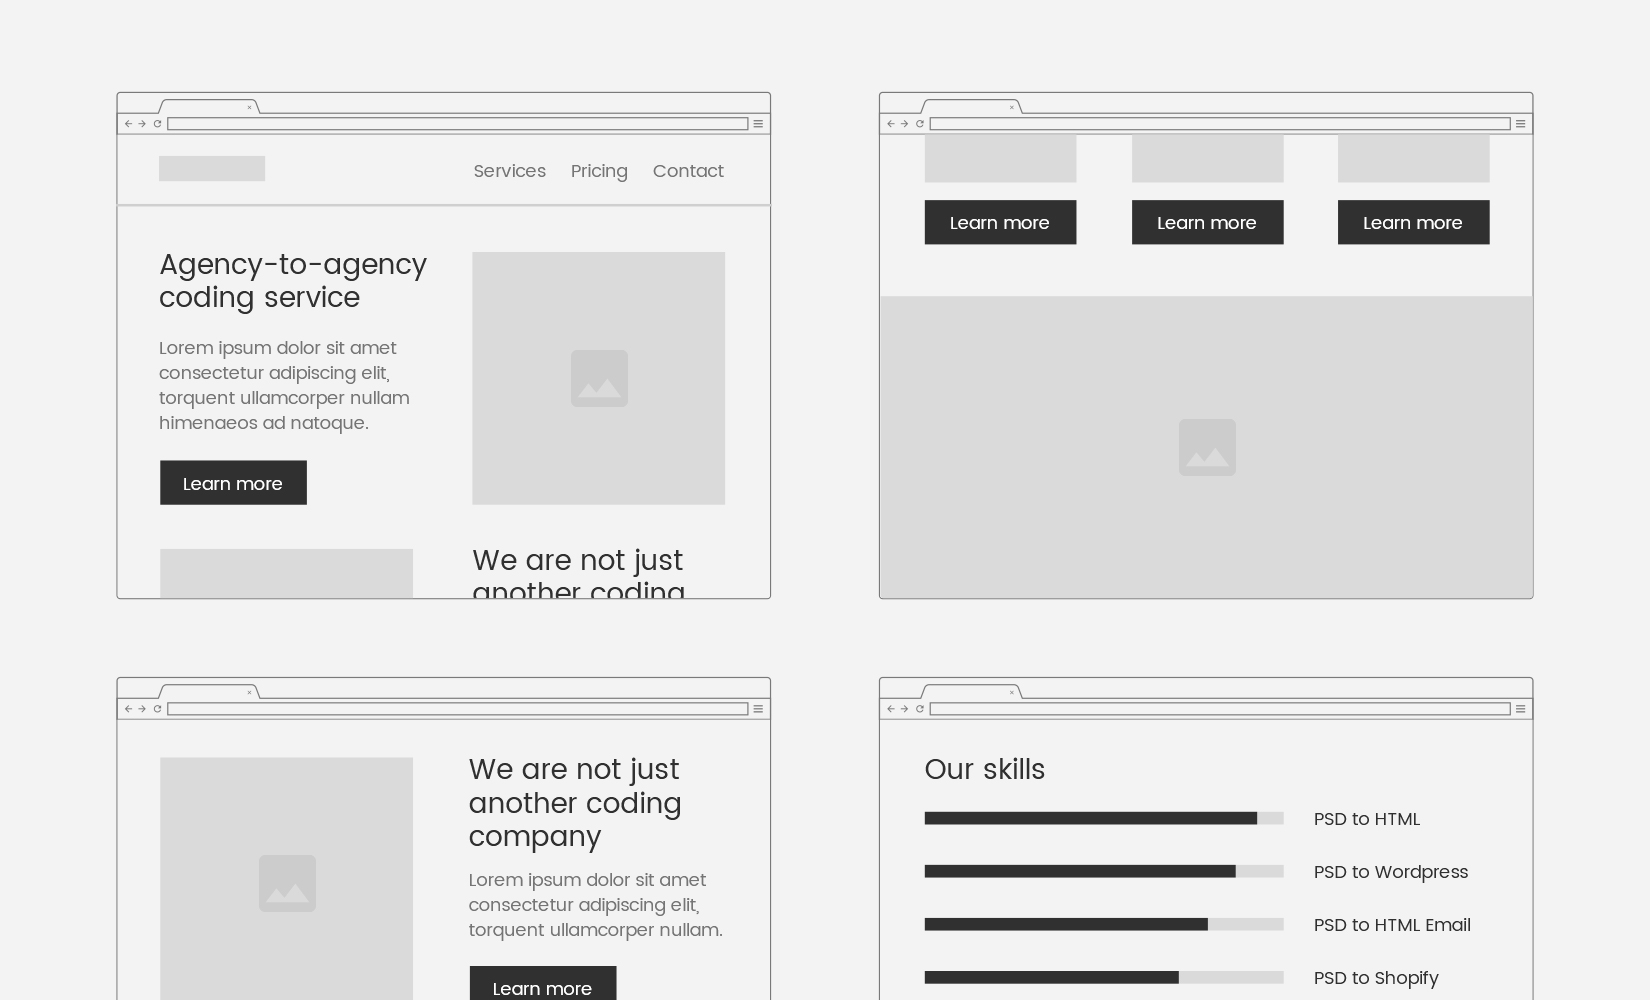 Services Pricing Contact
Agency-to-agency
coding service
Lorem ipsum dolor sit amet
consectetur adipiscing elit,
torquent ullamcorper nullam
himenaeos ad natoque.
Learn more
We are not just
another coding
Learn more Learn more Learn more
We are not just
another coding
company
Lorem ipsum dolor sit amet
consectetur adipiscing elit,
torquent ullamcorper nullam.
Learn more
Our skills
PSD to HTML
PSD to Wordpress
PSD to HTML Email
PSD to Shopify